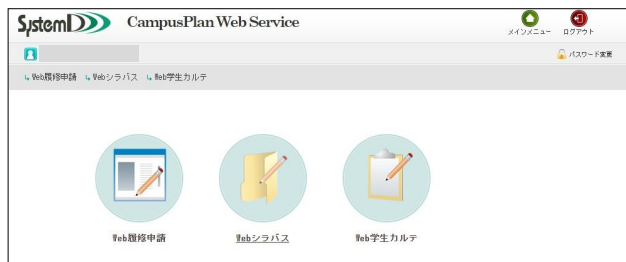 SystemD CampusPlan Web Service
メインメニュー ログアウト
パスワード変更
Web履修申請 Webシラバス Web学生カルテ
Web履修申請 Webシラバス Web学生カルテ